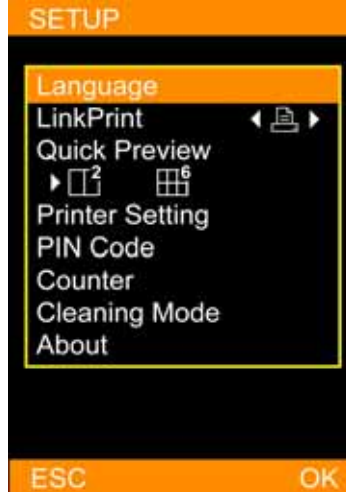 SETUP
Language
LinkPrint
Quick Preview
2 6
Printer Setting
PIN Code
Counter
Cleaning Mode
About
ESC OK